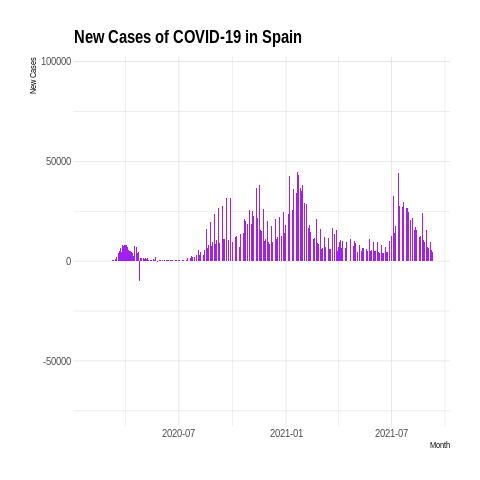 New Cases of COVID-19 in Spain
New Cases
100000
50000
0
-50000
2020-07 2021-01 2021-07
Month